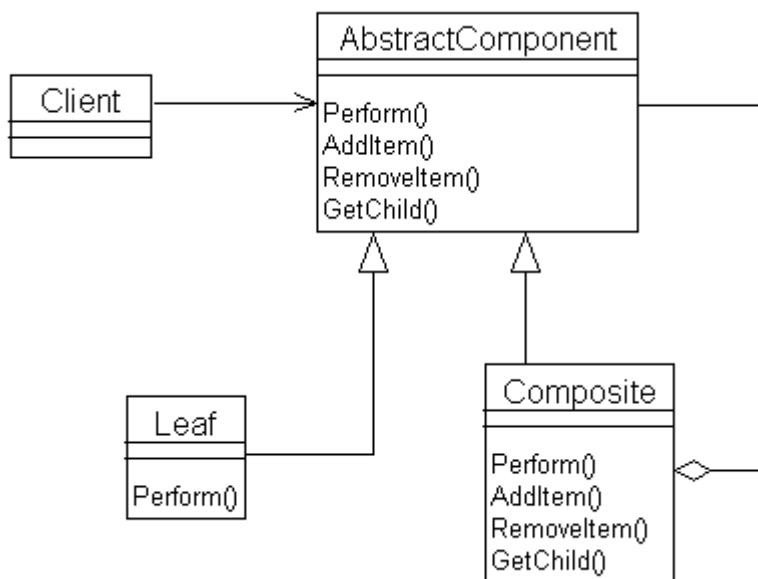 AbstractComponent
Perform()
AddItem()
RemoveItem()
GetChild()
Client
Leaf
Perform()
Composite
Perform()
AddItem()
RemoveItem()
GetChild()